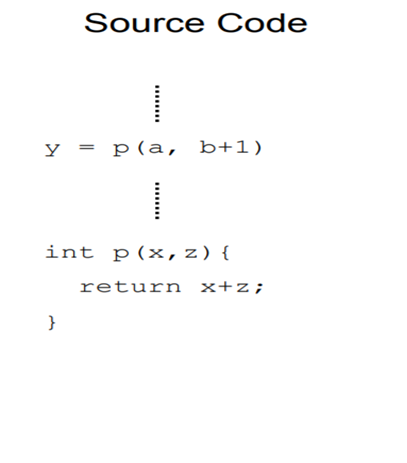 Source Code
y = p(a, b+1)
int p(x,z){
return x+z;
}